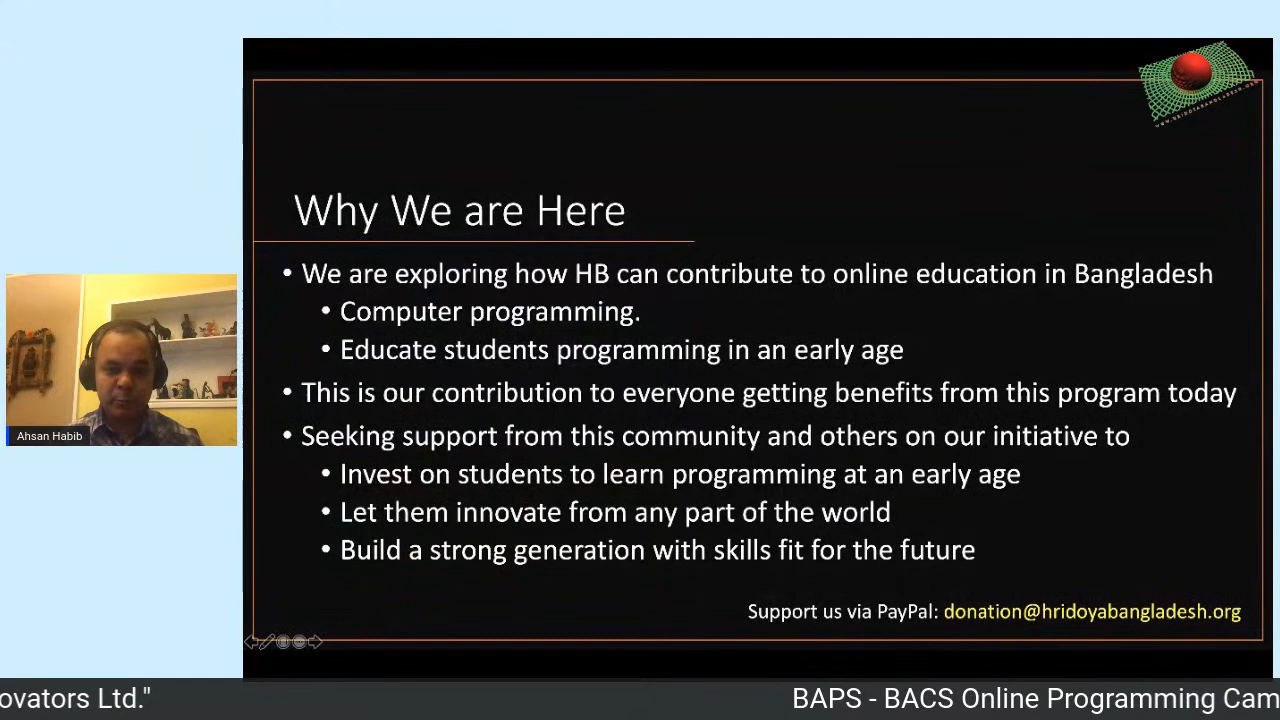 WWW.HRIDOYABANGLADESH.ORG
Why We are Here
• We are exploring how HB can contribute to online education in Bangladesh
• Computer programming.
• Educate students programming in an early age
• This is our contribution to everyone getting benefits from this program today
• Seeking support from this community and others on our initiative to
• Invest on students to learn programming at an early age
• Let them innovate from any part of the world
• Build a strong generation with skills fit for the future
Support us via PayPal: donation@hridoyabangladesh.org
Ahsan Habib
ovators Ltd." BAPS - BACS Online Programming Cam